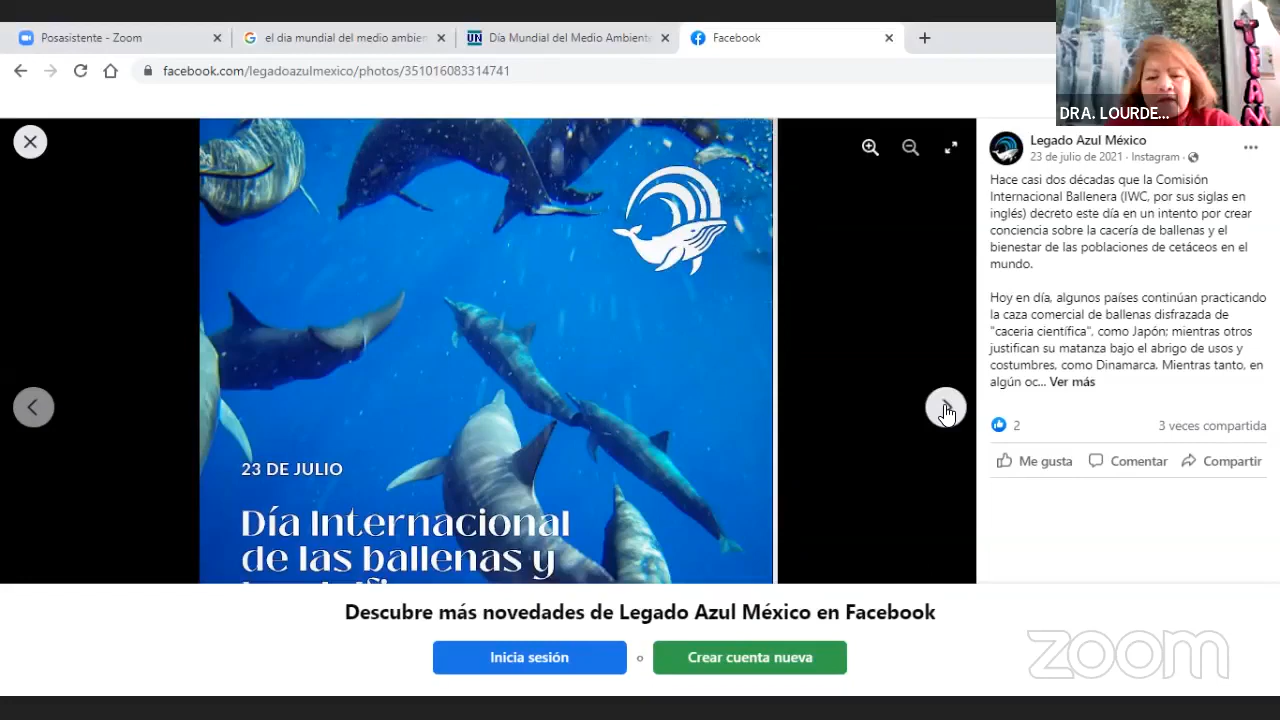 Posasistente - Zoom
el dia mundial del medio ambien
UN
Día Mundial del Medio Ambiente
Facebook
facebook.com/legadoazulmexico/photos/351016083314741
TEAM
DRA. LOURDE...
Legado Azul México
23 de julio de 2021 · Instagram ·
Hace casi dos décadas que la Comisión
Internacional Ballenera (IWC, por sus siglas en
inglés) decreto este día en un intento por crear
conciencia sobre la cacería de ballenas y el
bienestar de las poblaciones de cetáceos en el
mundo.
Hoy en día, algunos países continúan practicando
la caza comercial de ballenas disfrazada de
"caceria científica", como Japón; mientras otros
justifican su matanza bajo el abrigo de usos y
costumbres, como Dinamarca. Mientras tanto, en
algún oc... Ver más
2
3 veces compartida
Me gusta
Comentar
Compartir
23 DE JULIO
Día Internacional
de las ballenas y
Descubre más novedades de Legado Azul México en Facebook
Inicia sesión
o
Crear cuenta nueva
zoom